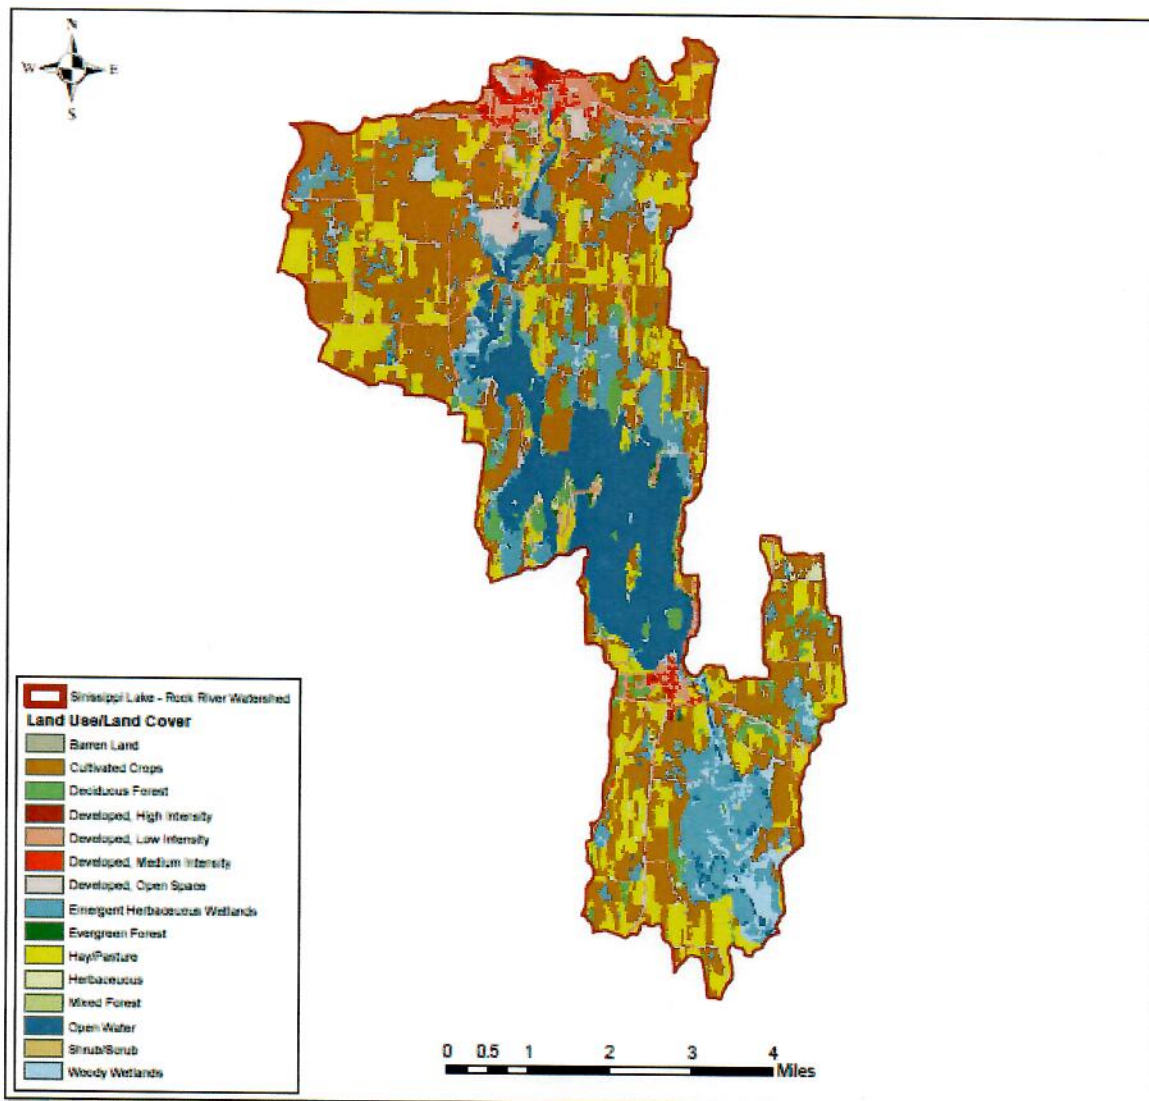 N
W E
S
Sinissippi Lake - Rock River Watershed
Land Use/Land Cover
Barren Land
Cultivated Crops
Deciduous Forest
Developed, High Intensity
Developed, Low Intensity
Developed, Medium Intensity
Developed, Open Space
Emergent Herbaceous Wetlands
Evergreen Forest
Hay/Pasture
Herbaceuous
Mixed Forest
Open Water
Shrub/Scrub
Woody Wetlands
0 0.5 1 2 3 4
Miles